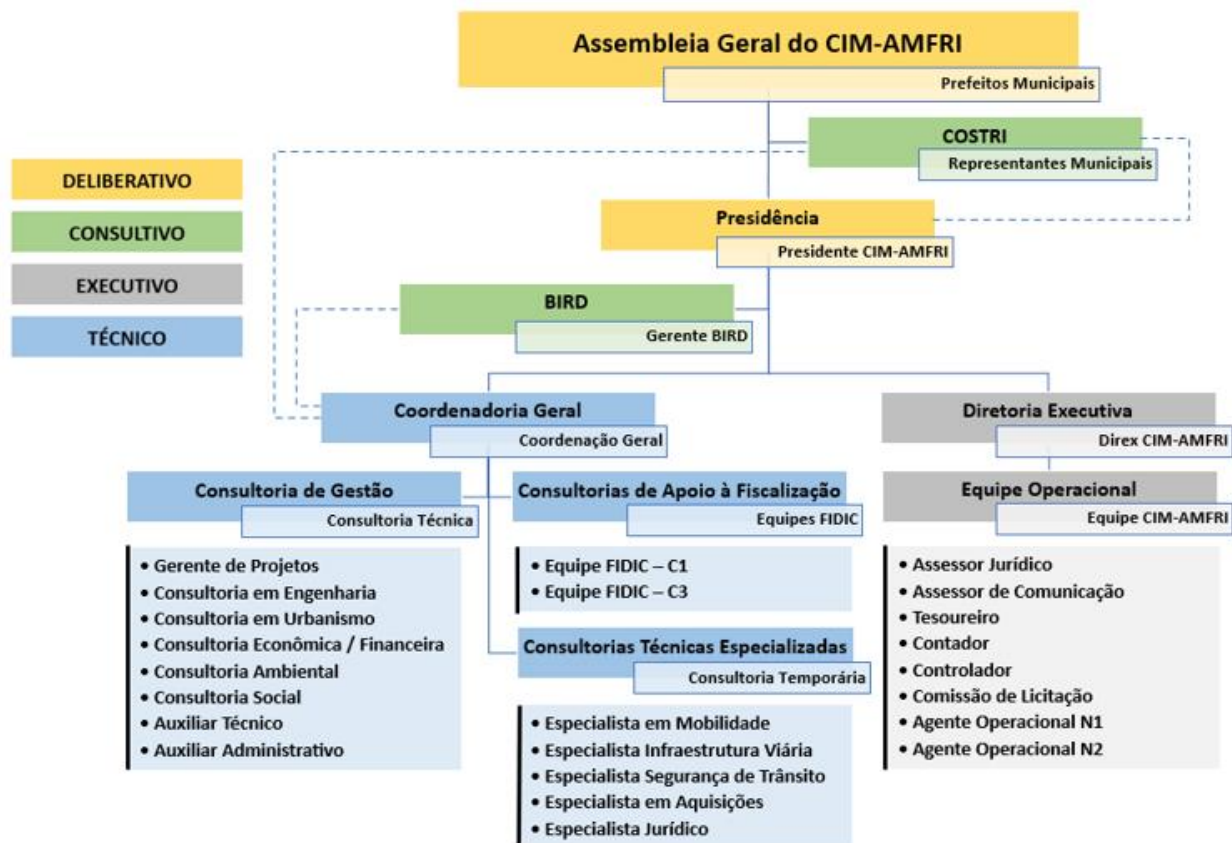 Assembleia Geral do CIM-AMFRI
Prefeitos Municipais
COSTRI
Representantes Municipais
DELIBERATIVO
CONSULTIVO
EXECUTIVO
TÉCNICO
Presidência
Presidente CIM-AMFRI
BIRD
Gerente BIRD
Coordenadoria Geral
Coordenação Geral
Diretoria Executiva
Direx CIM-AMFRI
Consultoria de Gestão
Consultoria Técnica
• Gerente de Projetos
• Consultoria em Engenharia
• Consultoria em Urbanismo
• Consultoria Econômica / Financeira
• Consultoria Ambiental
• Consultoria Social
• Auxiliar Técnico
• Auxiliar Administrativo
Consultorias de Apoio à Fiscalização
Equipes FIDIC
• Equipe FIDIC – C1
• Equipe FIDIC – C3
Consultorias Técnicas Especializadas
Consultoria Temporária
• Especialista em Mobilidade
• Especialista Infraestrutura Viária
• Especialista Segurança de Trânsito
• Especialista em Aquisições
• Especialista Jurídico
Equipe Operacional
Equipe CIM-AMFRI
• Assessor Jurídico
• Assessor de Comunicação
• Tesoureiro
• Contador
• Controlador
• Comissão de Licitação
• Agente Operacional N1
• Agente Operacional N2